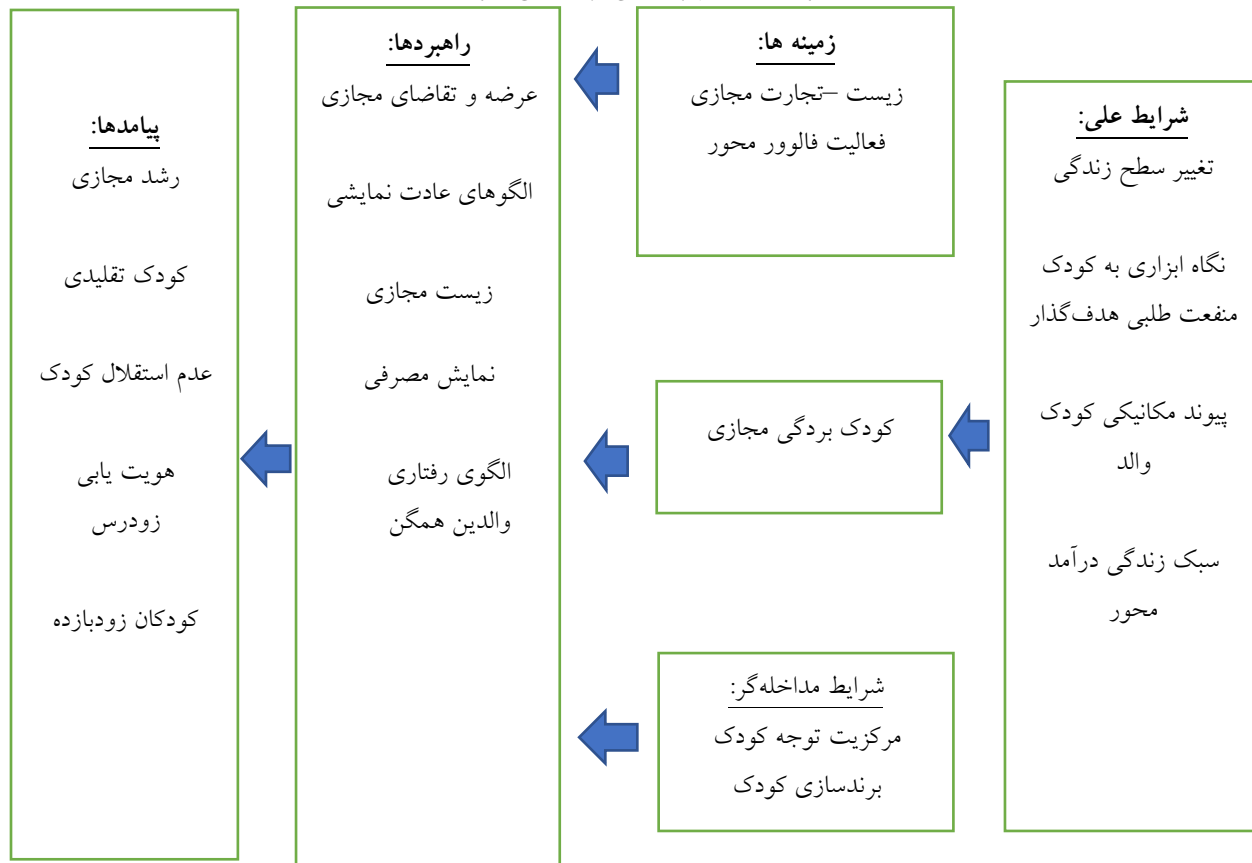 شرایط علی:
تغییر سطح زندگی
نگاه ابزاری به کودک
منفعت طلبی هدف‌گذار
پیوند مکانیکی کودک
والد
سبک زندگی درآمد
محور
زمینه ها:
زیست –تجارت مجازی
فعالیت فالوور محور
کودک بردگی مجازی
شرایط مداخله‌گر:
مرکزیت توجه کودک
برندسازی کودک
راهبردها:
عرضه و تقاضای مجازی
الگوهای عادت نمایشی
زیست مجازی
نمایش مصرفی
الگوی رفتاری
والدین همگن
پیامدها:
رشد مجازی
کودک تقلیدی
عدم استقلال کودک
هویت یابی
زودرس
کودکان زودبازده